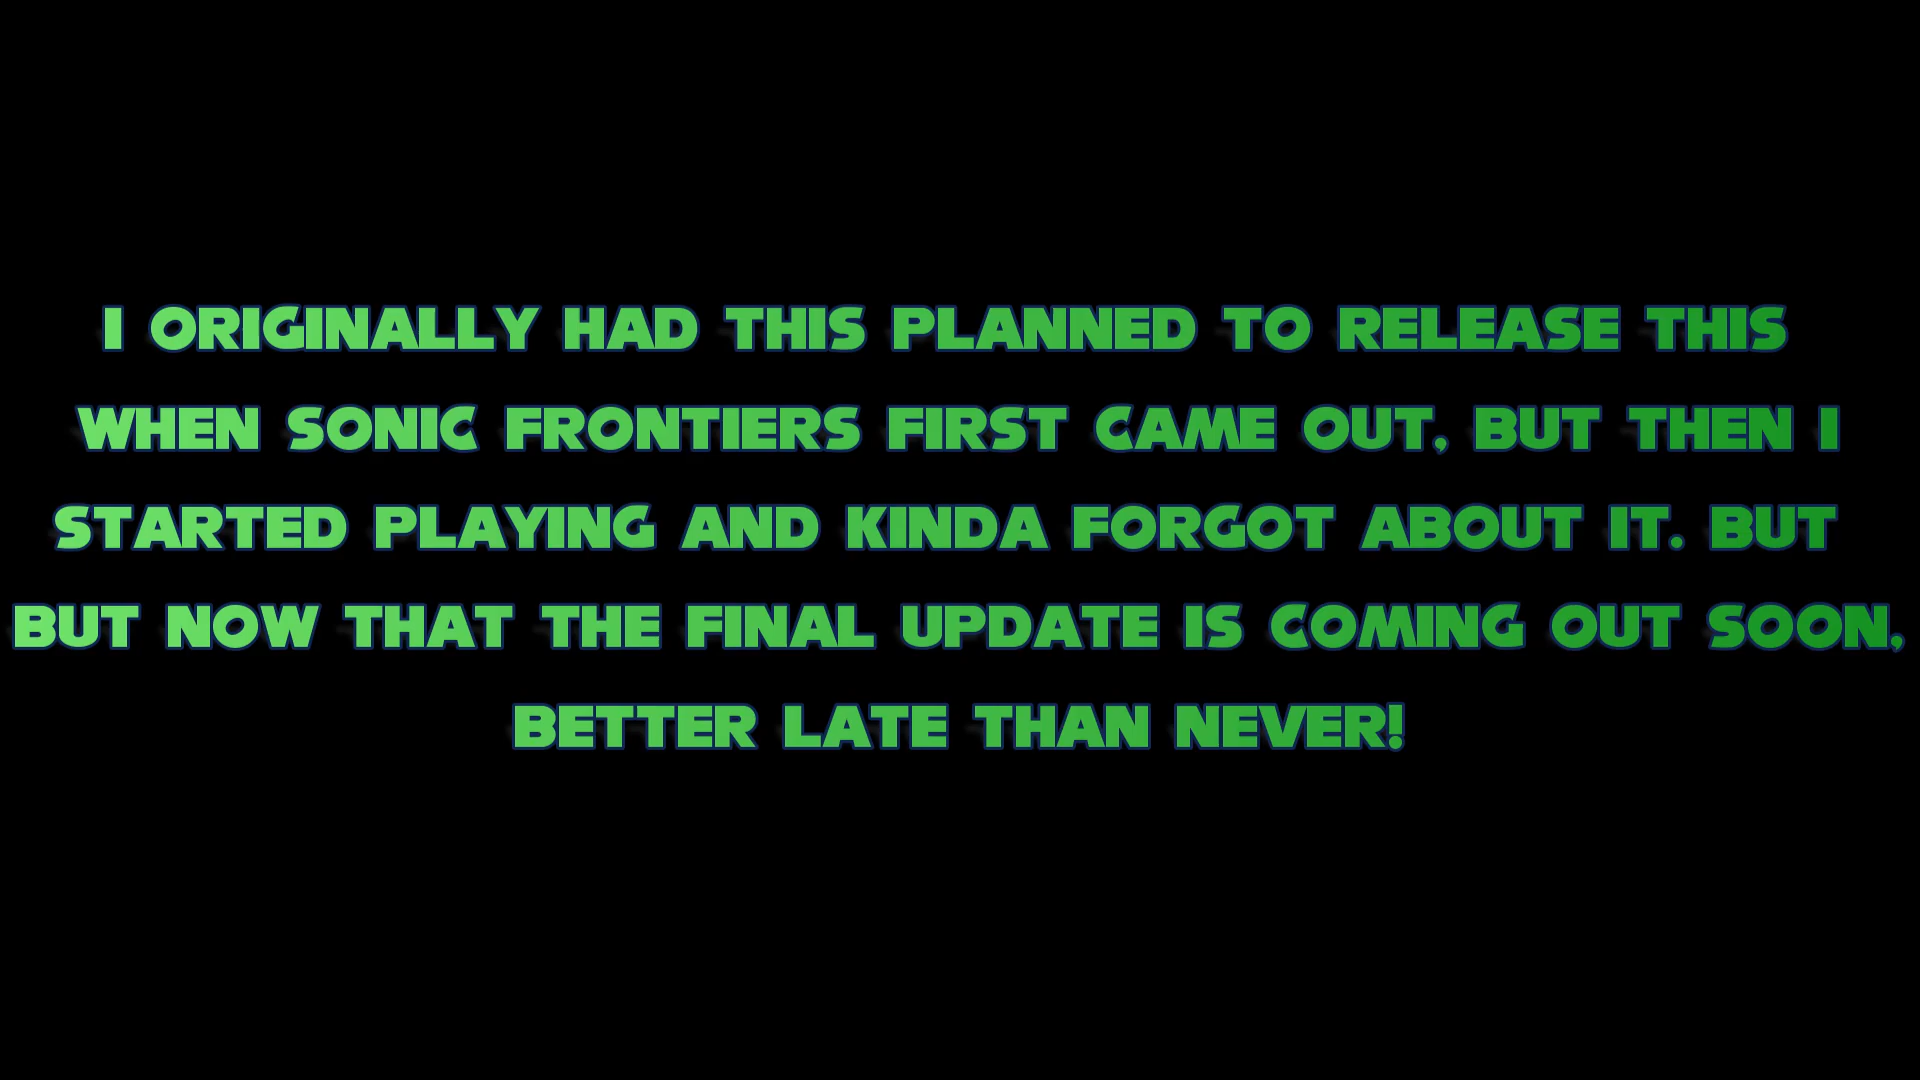 I ORIGINALLY HAD THIS PLANNED TO RELEASE THIS
WHEN SONIC FRONTIERS FIRST CAME OUT, BUT THEN I
STARTED PLAYING AND KINDA FORGOT ABOUT IT. BUT
BUT NOW THAT THE FINAL UPDATE IS COMING OUT SOON,
BETTER LATE THAN NEVER!